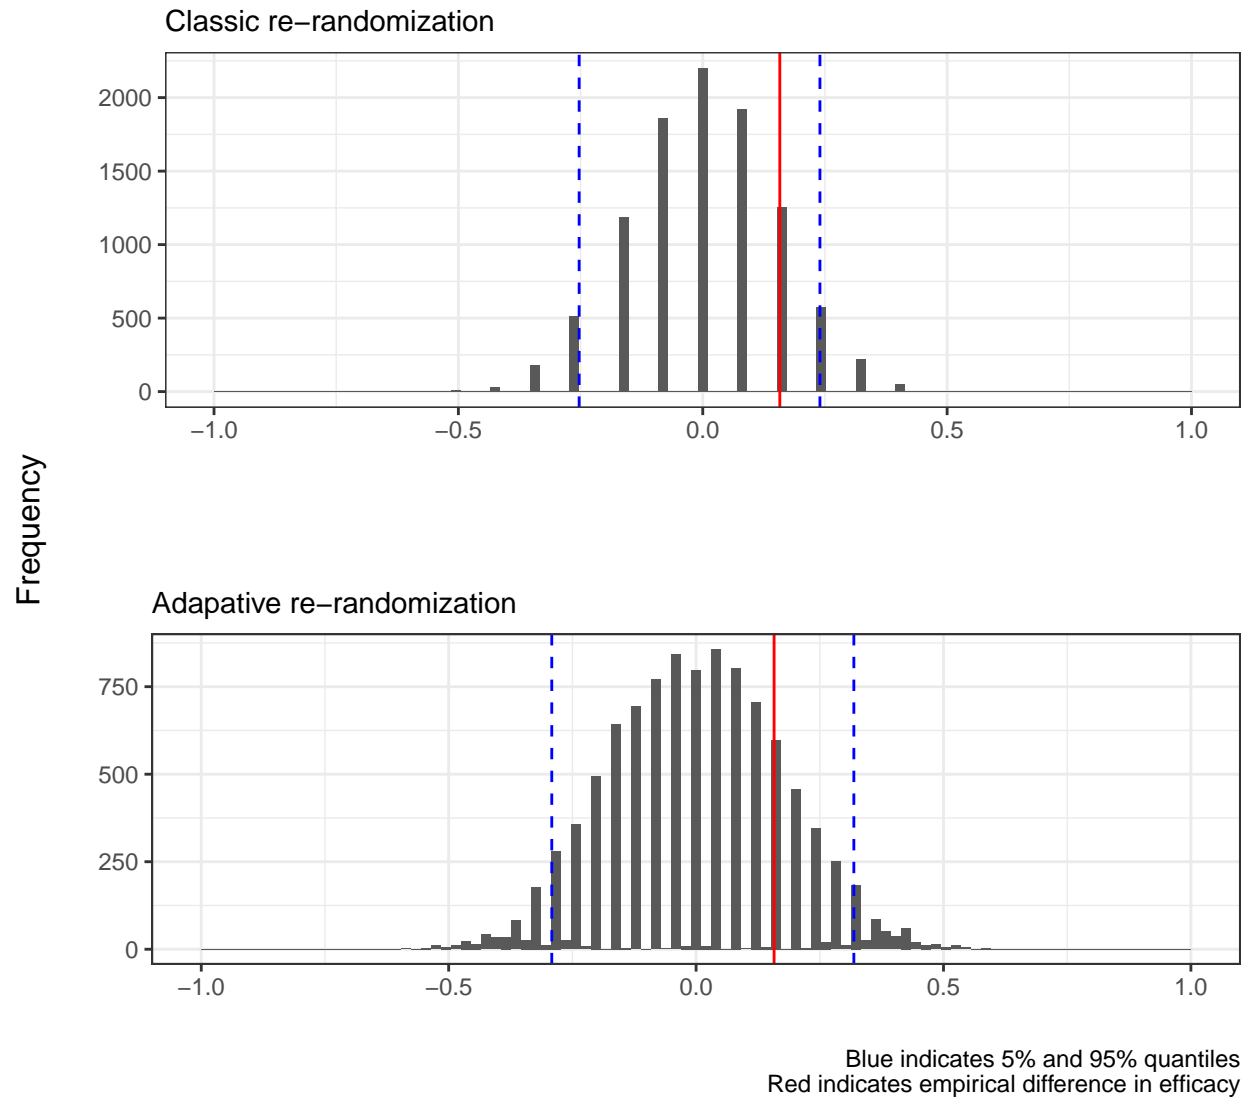 Classic re−randomization
2000
1500
1000
500
0
−1.0 −0.5 0.0 0.5 1.0
Frequency
Adapative re−randomization
750
500
250
0
−1.0 −0.5 0.0 0.5 1.0
Blue indicates 5% and 95% quantiles
Red indicates empirical difference in efficacy